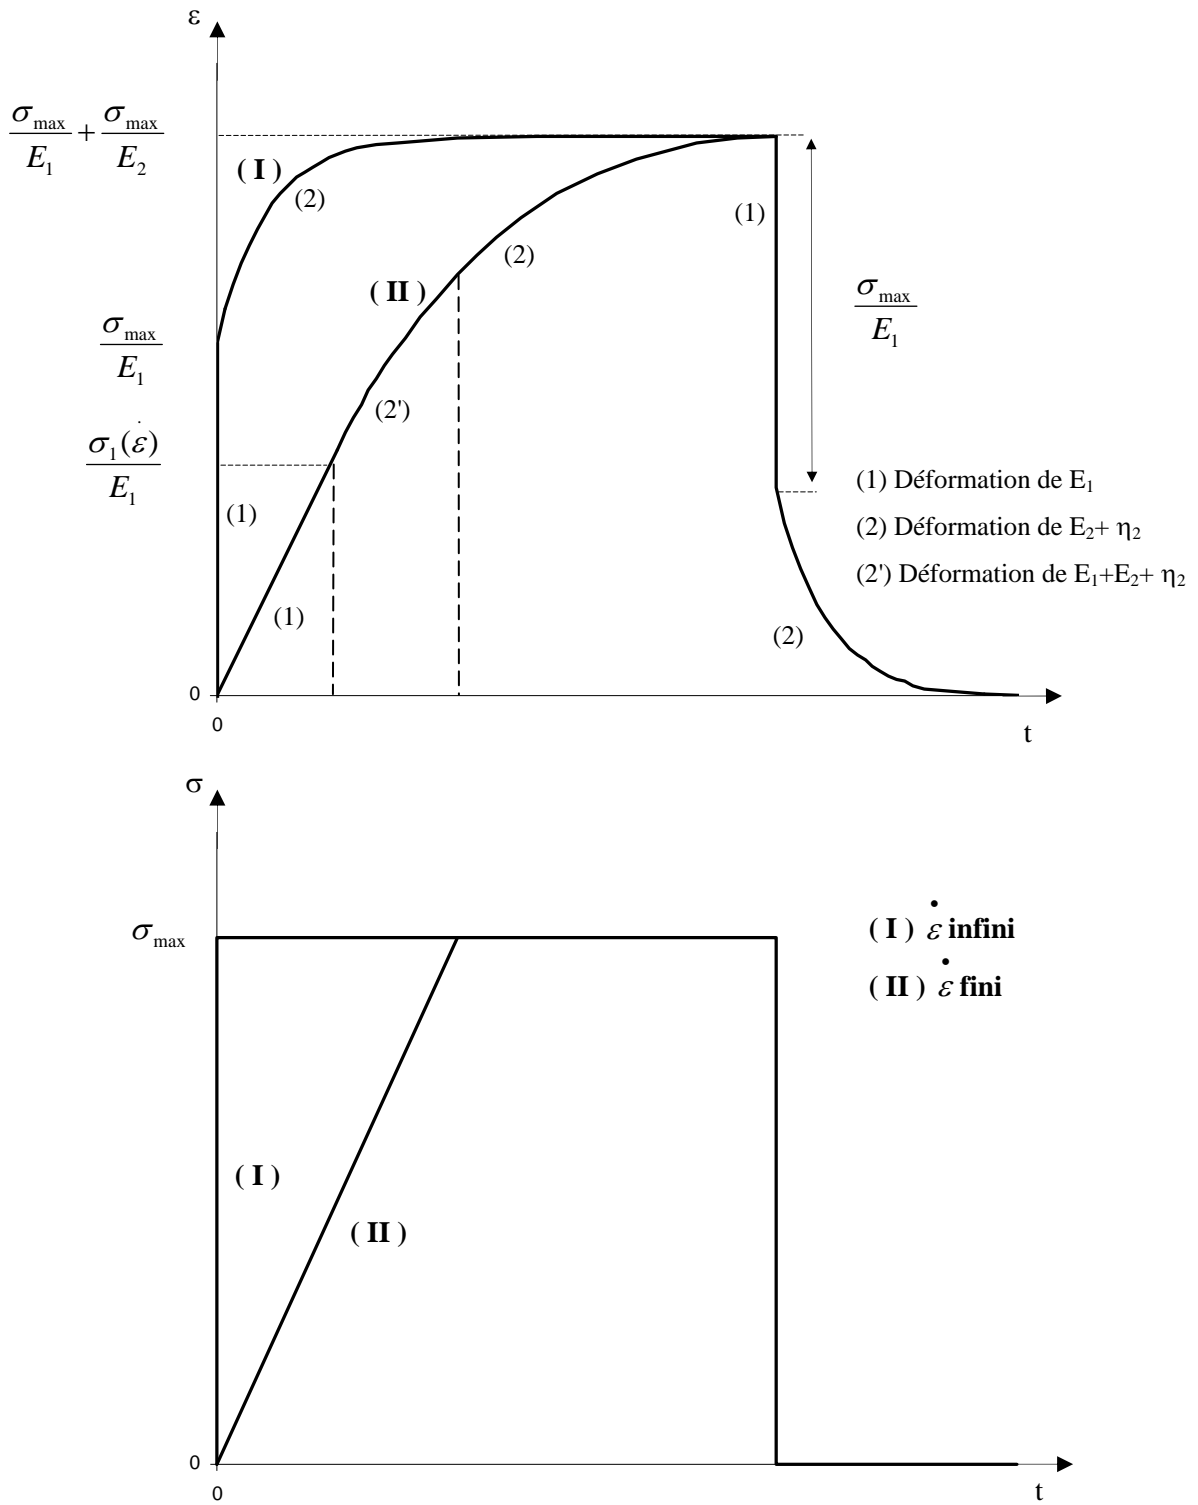 ε
σmax/E1 + σmax/E2
( I )
(2)
(1)
(2)
( II )
σmax/E1
σmax/E1
(2')
σ1(ε̇)/E1
(1) Déformation de E1
(1)
(2) Déformation de E2+ η2
(2') Déformation de E1+E2+ η2
(1)
(2)
0
0
t
σ
σmax
( I ) ε̇ infini
( II ) ε̇ fini
( I )
( II )
0
0
t